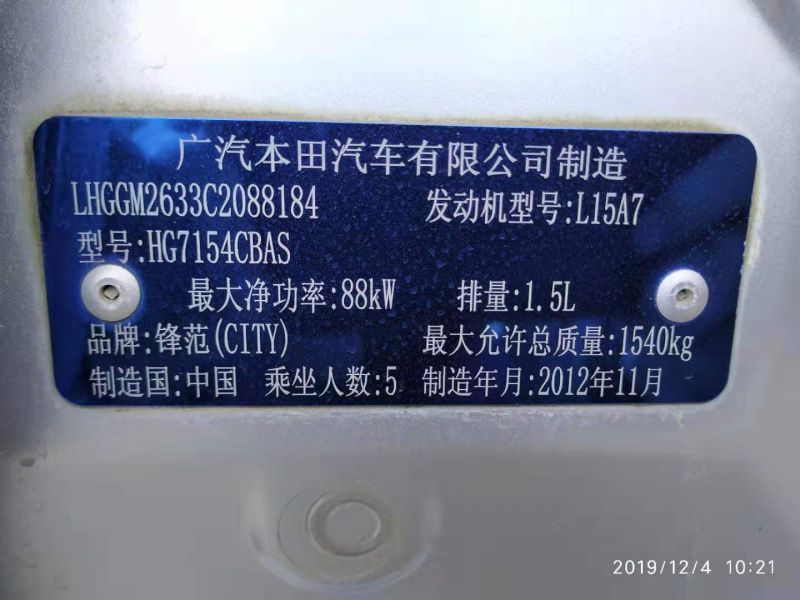 广汽本田汽车有限公司制造
LHGGM2633C2088184 发动机型号:L15A7
型号:HG7154CBAS
最大净功率:88kW 排量:1.5L
品牌:锋范(CITY) 最大允许总质量:1540kg
制造国:中国 乘坐人数:5 制造年月:2012年11月
2019/12/4 10:21